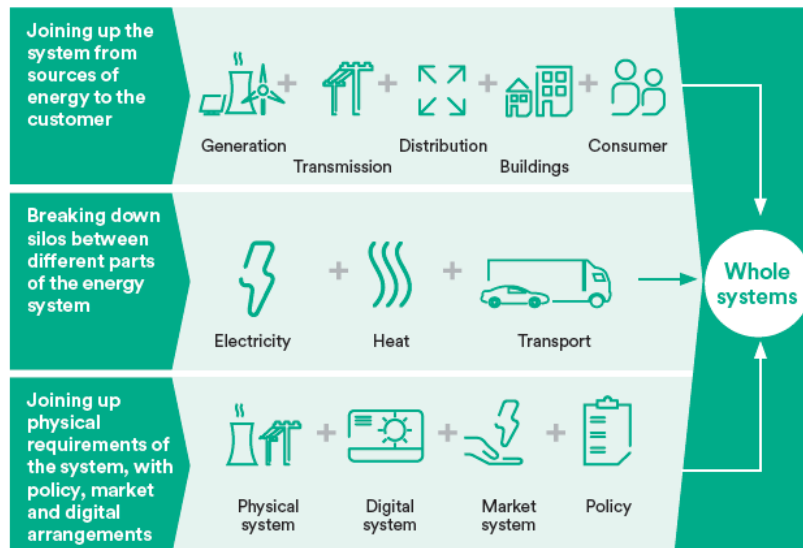 Joining up the
system from
sources of
energy to the
customer
+ + + +
Generation
Transmission
Distribution
Buildings
Consumer
Breaking down
silos between
different parts
of the energy
system
+ +
Electricity
Heat
Transport
Whole
systems
Joining up
physical
requirements of
the system, with
policy, market
and digital
arrangements
+ + +
Physical
system
Digital
system
Market
system
Policy